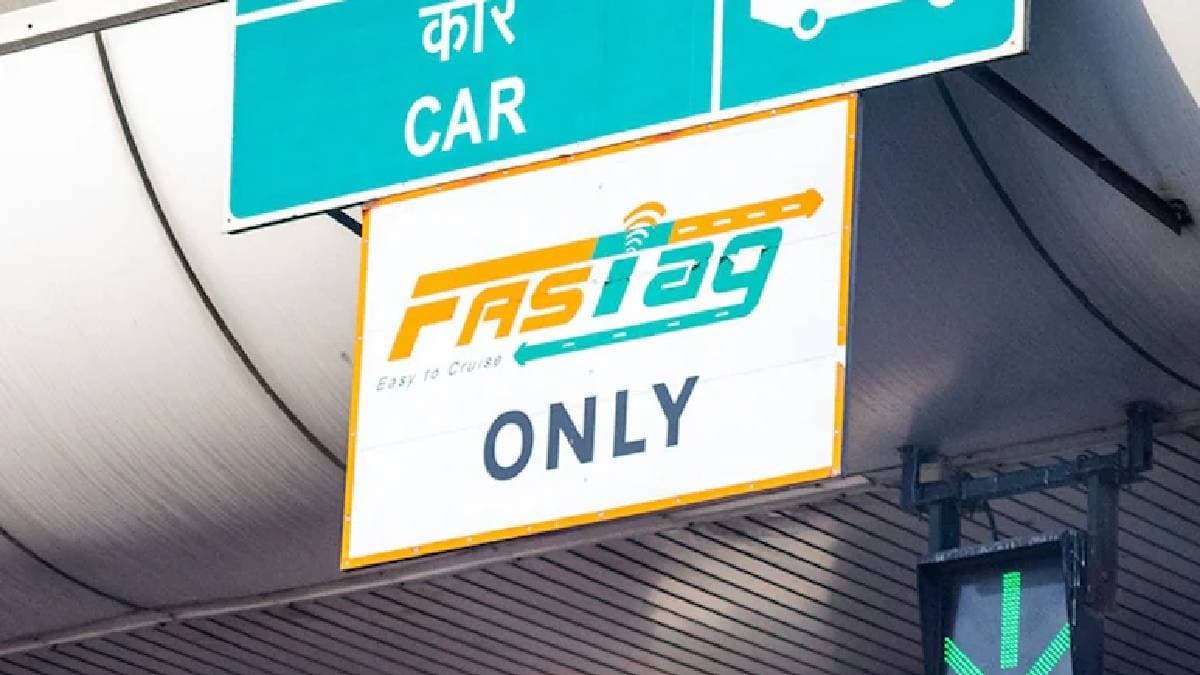 कार
CAR
FASTag
Easy to Cruise
ONLY